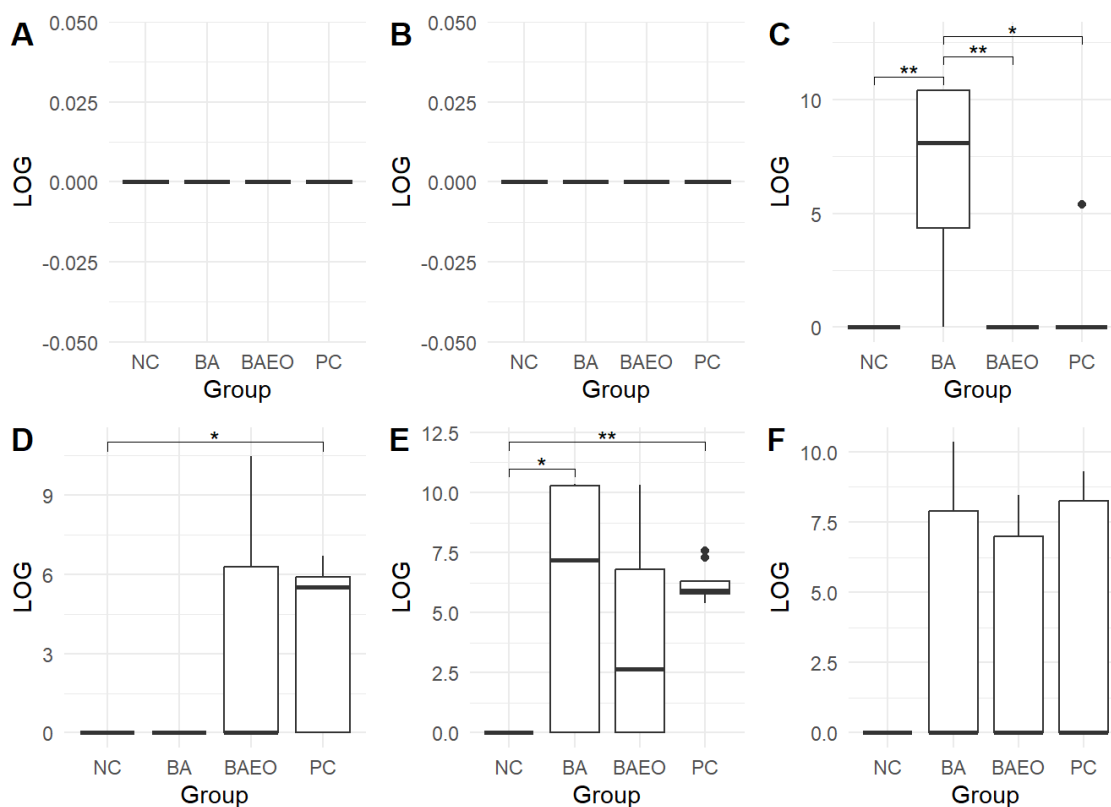 A
0.050
0.025
0.000
-0.025
-0.050
LOG
NC BA BAEO PC
Group
B
0.050
0.025
0.000
-0.025
-0.050
LOG
NC BA BAEO PC
Group
C
10
5
0
LOG
**
**
*
NC BA BAEO PC
Group
D
9
6
3
0
LOG
*
NC BA BAEO PC
Group
E
12.5
10.0
7.5
5.0
2.5
0.0
LOG
*
**
NC BA BAEO PC
Group
F
10.0
7.5
5.0
2.5
0.0
LOG
NC BA BAEO PC
Group